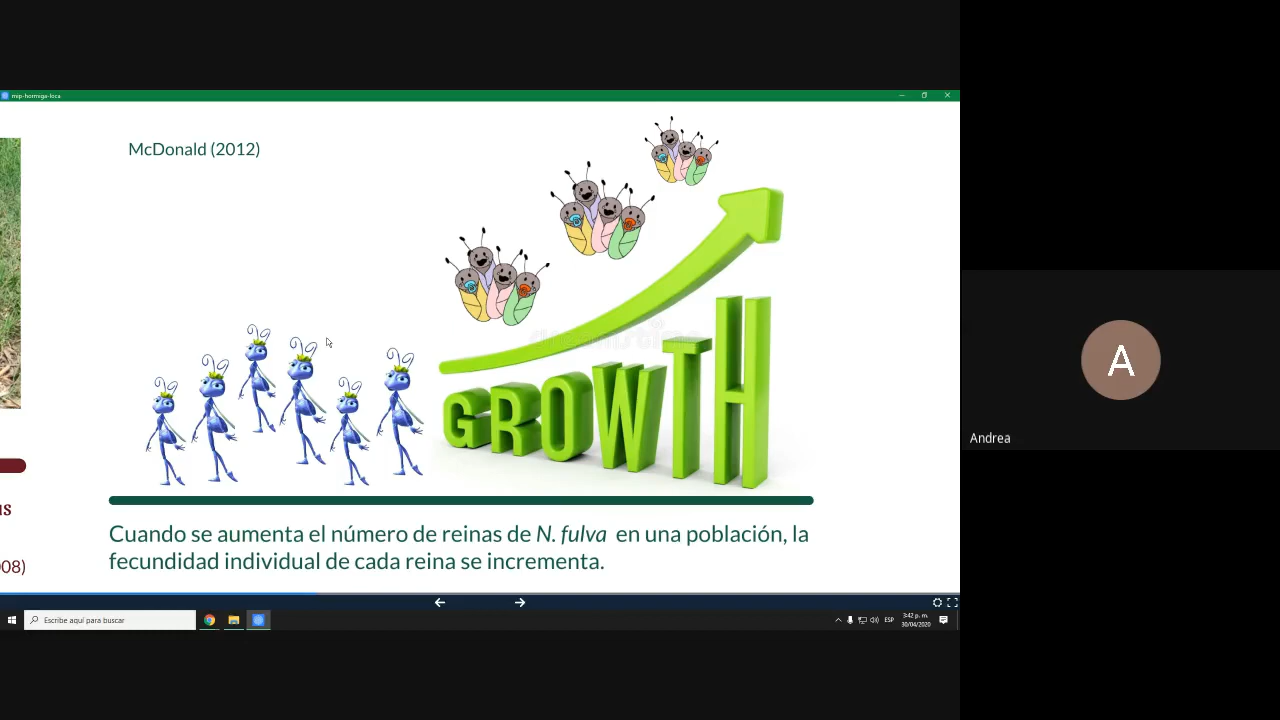 mip-hormiga-loca
McDonald (2012)
dreamstime
GROWTH
us
008)
Cuando se aumenta el número de reinas de N. fulva en una población, la
fecundidad individual de cada reina se incrementa.
A
Andrea
Escribe aquí para buscar
ESP
3:42 p. m.
30/04/2020